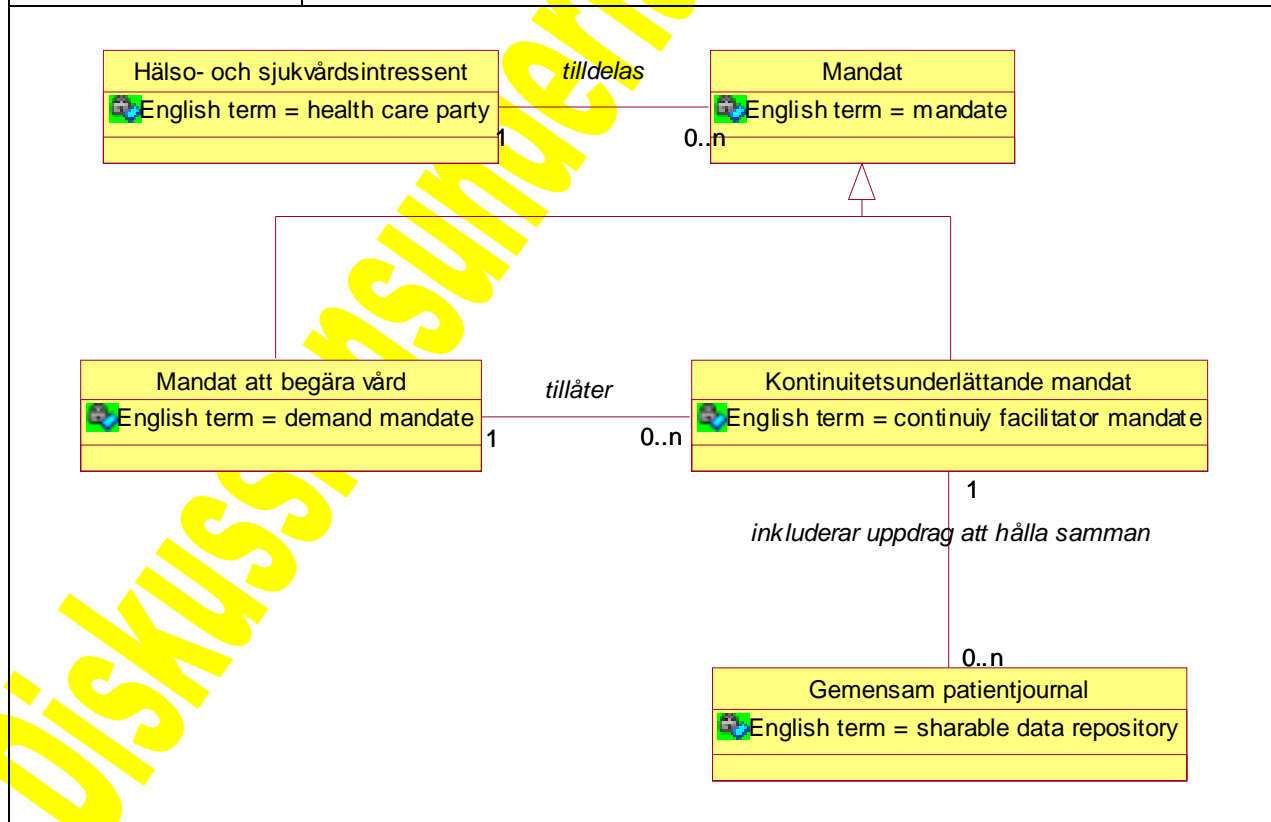 Hälso- och sjukvårdsintressent
English term = health care party
tilldelas
1
0..n
Mandat
English term = mandate
Mandat att begära vård
English term = demand mandate
tillåter
1
0..n
Kontinuitetsunderlättande mandat
English term = continuiy facilitator mandate
1
inkluderar uppdrag att hålla samman
0..n
Gemensam patientjournal
English term = sharable data repository